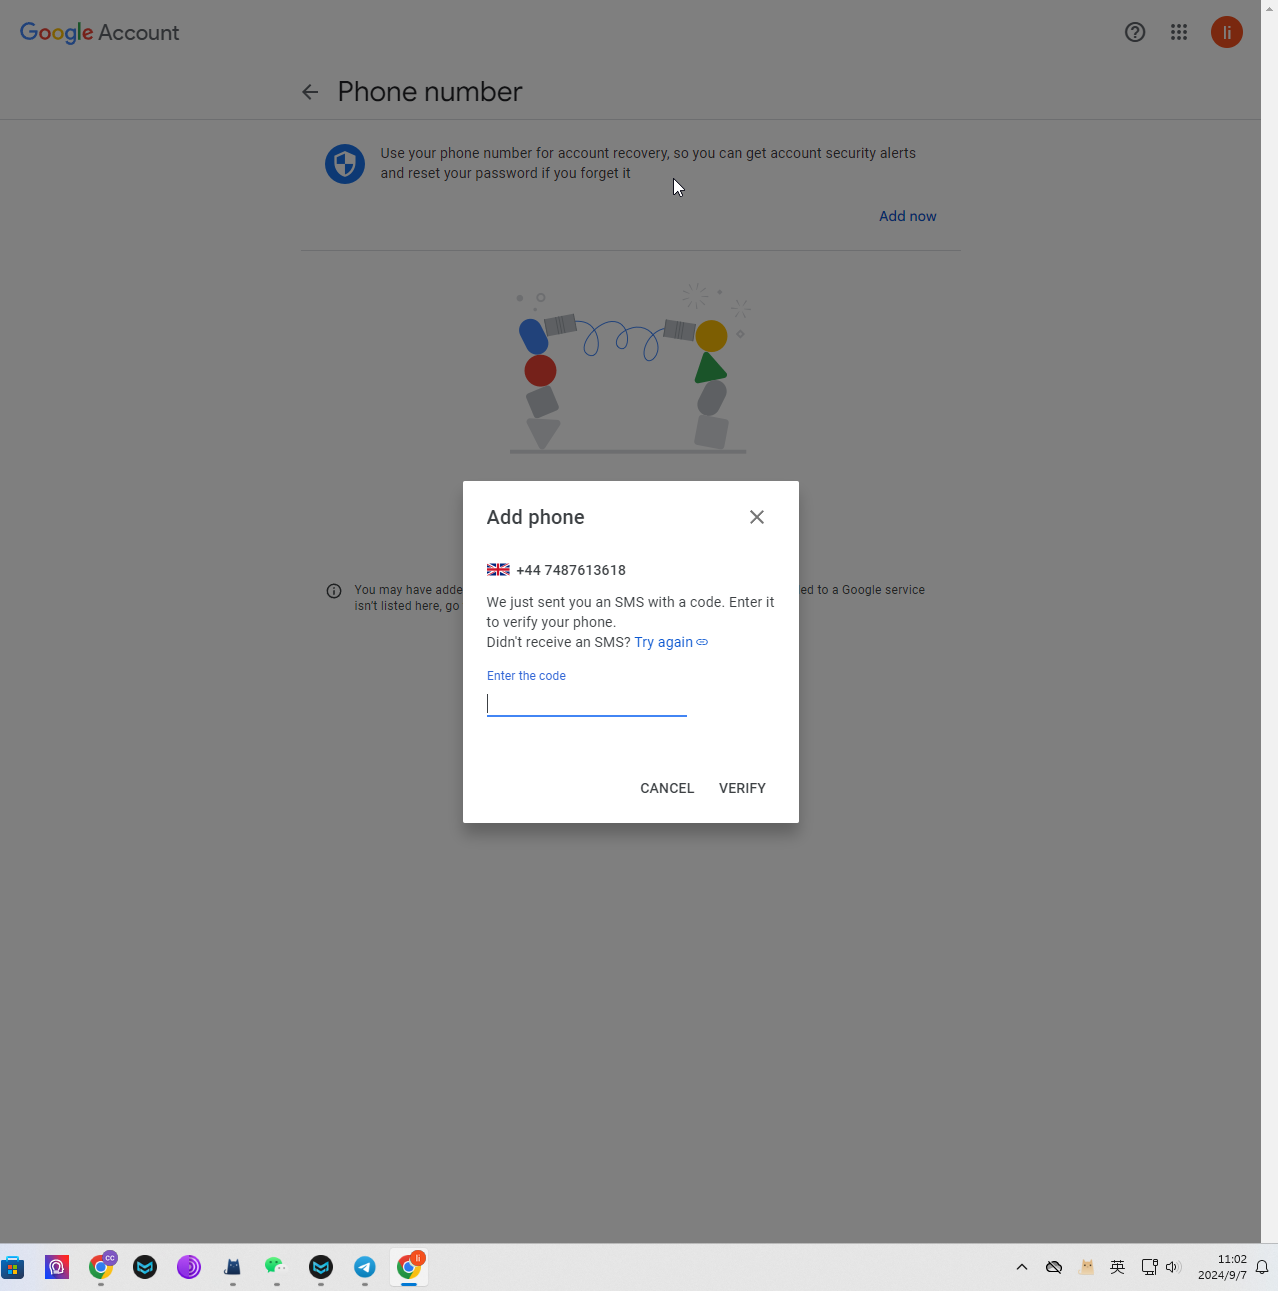 Google Account
li
Phone number
Use your phone number for account recovery, so you can get account security alerts
and reset your password if you forget it
Add now
Add phone
+44 7487613618
You may have adde
ed to a Google service
isn't listed here, go
We just sent you an SMS with a code. Enter it
to verify your phone.
Didn't receive an SMS? Try again
Enter the code
CANCEL VERIFY
cc
li
英
11:02
2024/9/7